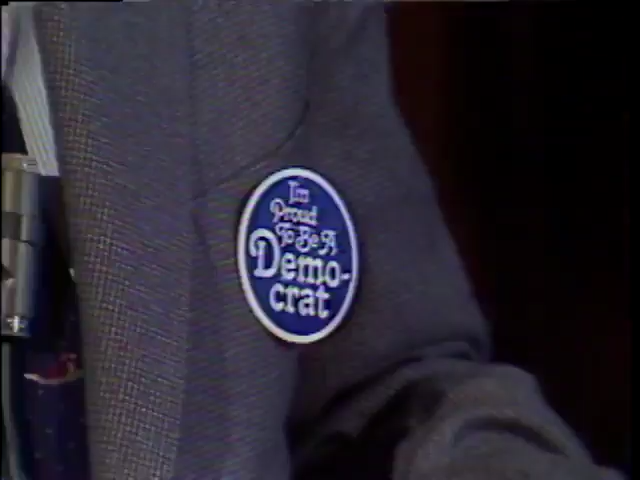 I'm
Proud
To Be A
Demo-
crat